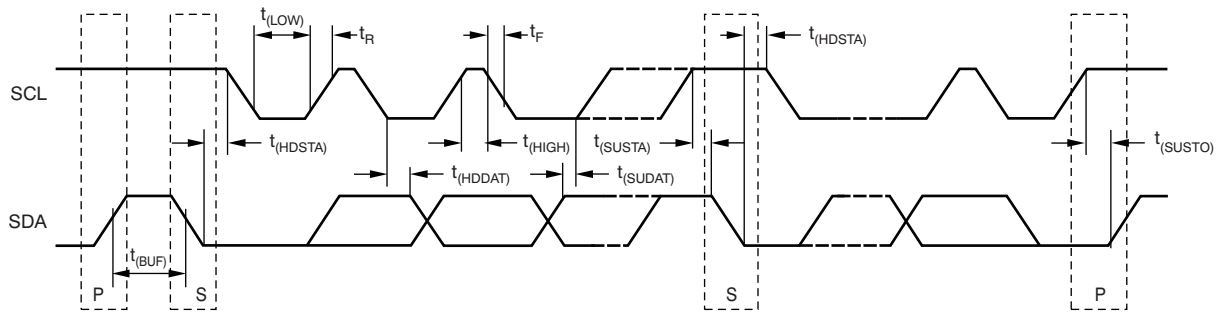 t(LOW)
tR
tF
t(HDSTA)
SCL
t(HDSTA)
t(HIGH)
t(SUSTA)
t(SUSTO)
t(HDDAT)
t(SUDAT)
SDA
t(BUF)
P
S
S
P